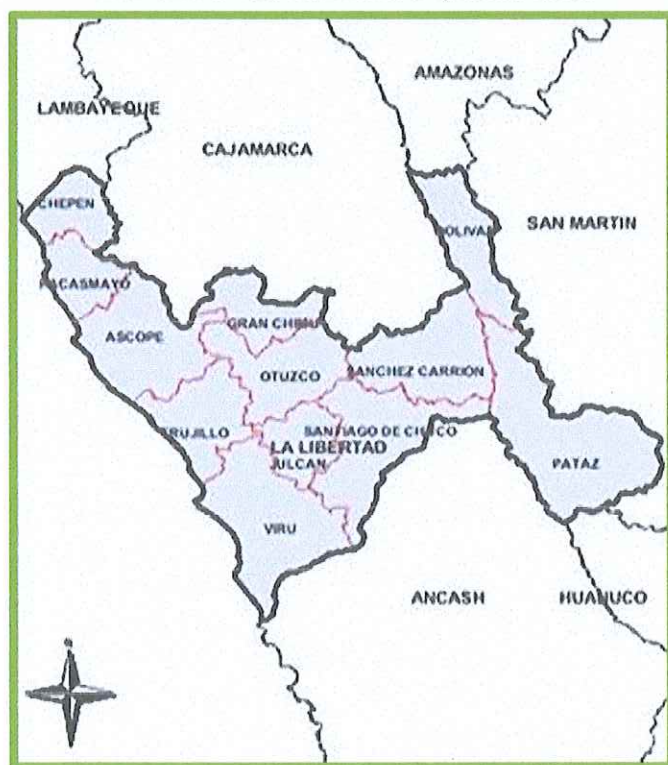 AMAZONAS
LAMBAYEQUE
CAJAMARCA
CHEPEN
SAN MARTIN
BOLIVAR
PACASMAYO
GRAN CHIMU
ASCOPE
OTUZCO
SANCHEZ CARRION
TRUJILLO
SANTIAGO DE CHUCO
LA LIBERTAD
JULCAN
PATAZ
VIRU
ANCASH
HUANUCO
N